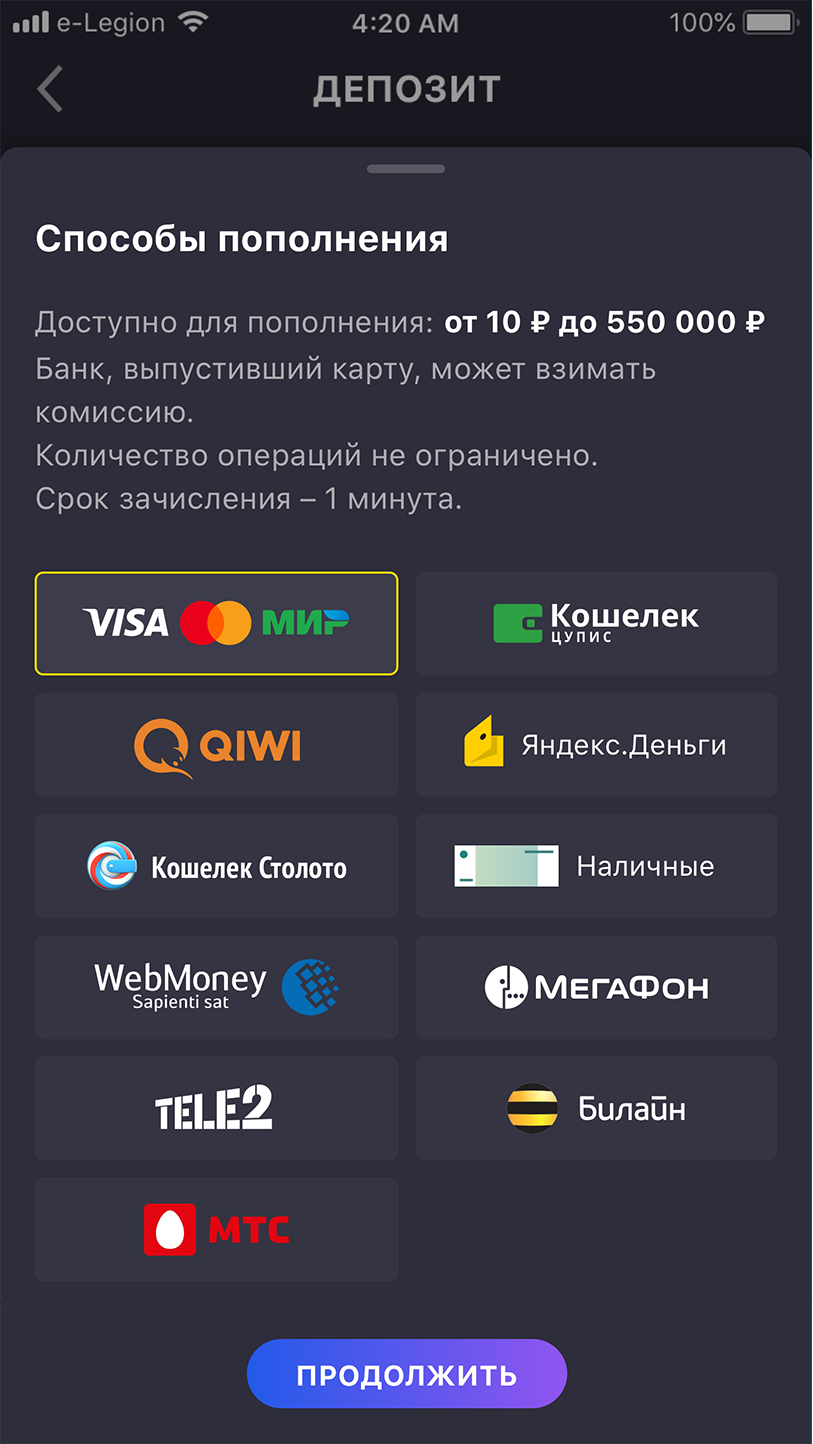 e-Legion 4:20 AM 100%
ДЕПОЗИТ
Способы пополнения
Доступно для пополнения: от 10 ₽ до 550 000 ₽
Банк, выпустивший карту, может взимать
комиссию.
Количество операций не ограничено.
Срок зачисления – 1 минута.
VISA МИР
Кошелек
ЦУПИС
QIWI
Яндекс.Деньги
Кошелек Столото
Наличные
WebMoney
Sapienti sat
МЕГАФОН
TELE2
Билайн
МТС
ПРОДОЛЖИТЬ